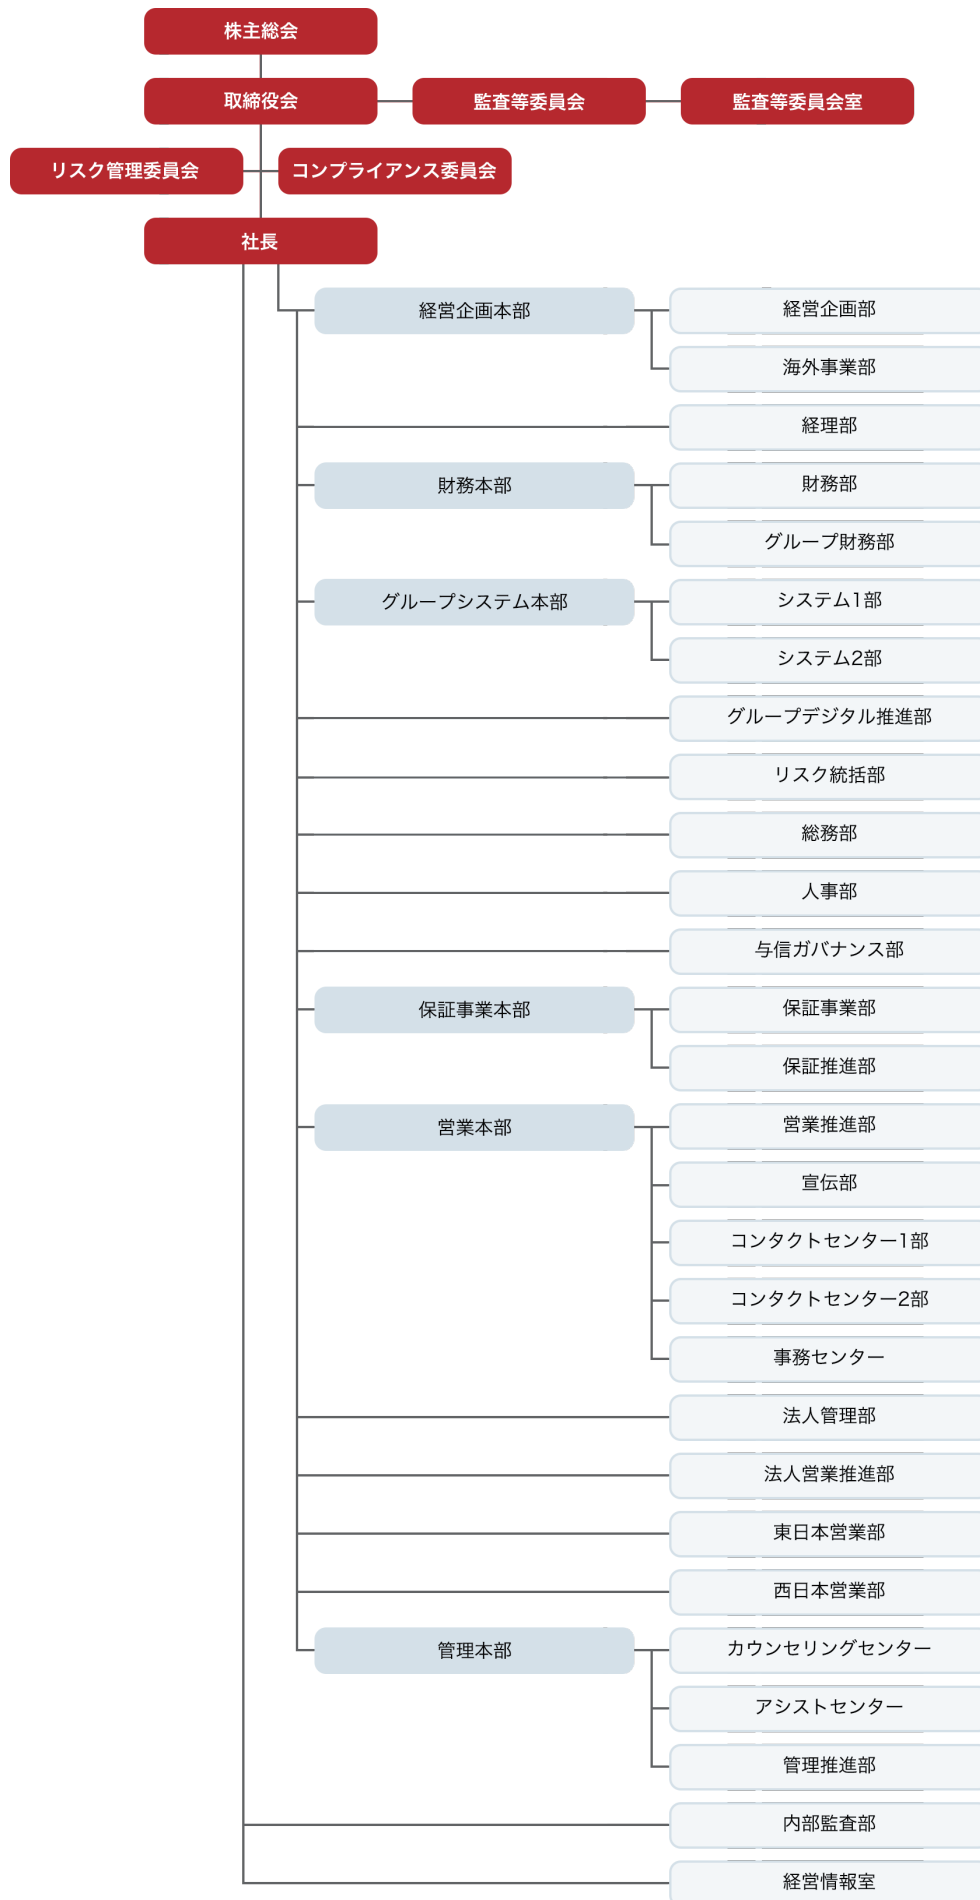 株主総会
取締役会
監査等委員会
監査等委員会室
リスク管理委員会
コンプライアンス委員会
社長
経営企画本部
経営企画部
海外事業部
経理部
財務本部
財務部
グループ財務部
グループシステム本部
システム1部
システム2部
グループデジタル推進部
リスク統括部
総務部
人事部
与信ガバナンス部
保証事業本部
保証事業部
保証推進部
営業本部
営業推進部
宣伝部
コンタクトセンター1部
コンタクトセンター2部
事務センター
法人管理部
法人営業推進部
東日本営業部
西日本営業部
管理本部
カウンセリングセンター
アシストセンター
管理推進部
内部監査部
経営情報室